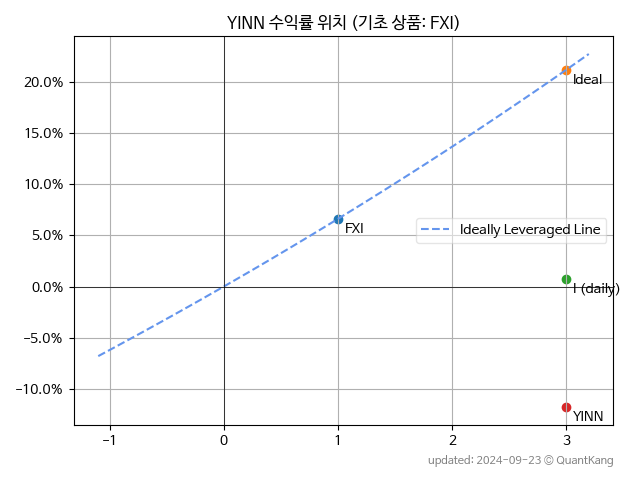 YINN 수익률 위치 (기초 상품: FXI)
20.0%
15.0%
10.0%
5.0%
0.0%
−5.0%
−10.0%
Ideal
FXI
Ideally Leveraged Line
I (daily)
YINN
−1 0 1 2 3
updated: 2024-09-23 © QuantKang